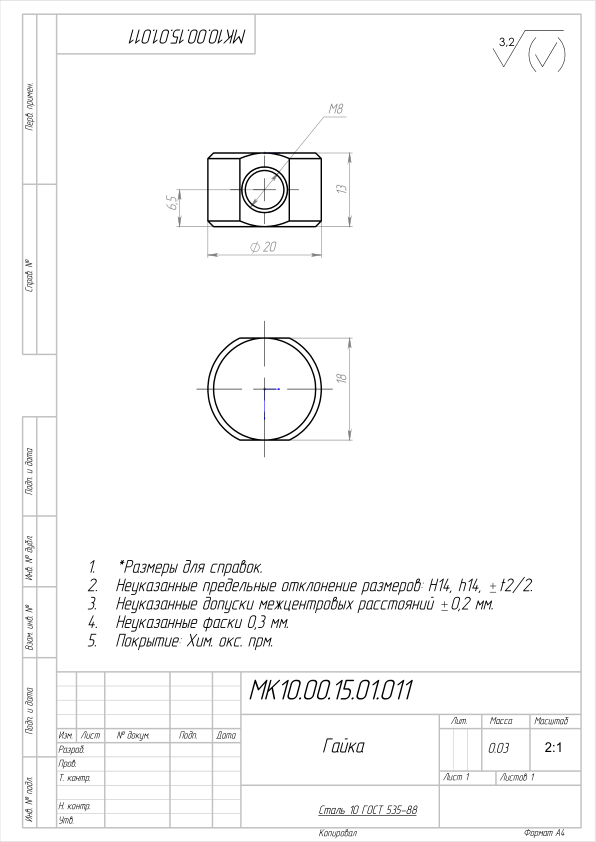 МК10.00.15.01.011
3,2
М8
6,5
13
ф 20
18
1. *Размеры для справок.
2. Неуказанные предельные отклонение размеров: Н14, h14, ±t2/2.
3. Неуказанные допуски межцентровых расстояний ±0,2 мм.
4. Неуказанные фаски 0,3 мм.
5. Покрытие: Хим. окс. прм.
Перв. примен.
Справ. №
Подп. и дата
Инв. № дубл.
Взам. инв. №
Подп. и дата
Инв. № подл.
МК10.00.15.01.011
Изм. Лист № докум. Подп. Дата
Разраб.
Пров.
Т. контр.
Н. контр.
Утв.
Гайка
Лит. Масса Масштаб
0.03 2:1
Лист 1 Листов 1
Сталь 10 ГОСТ 535-88
Копировал Формат А4